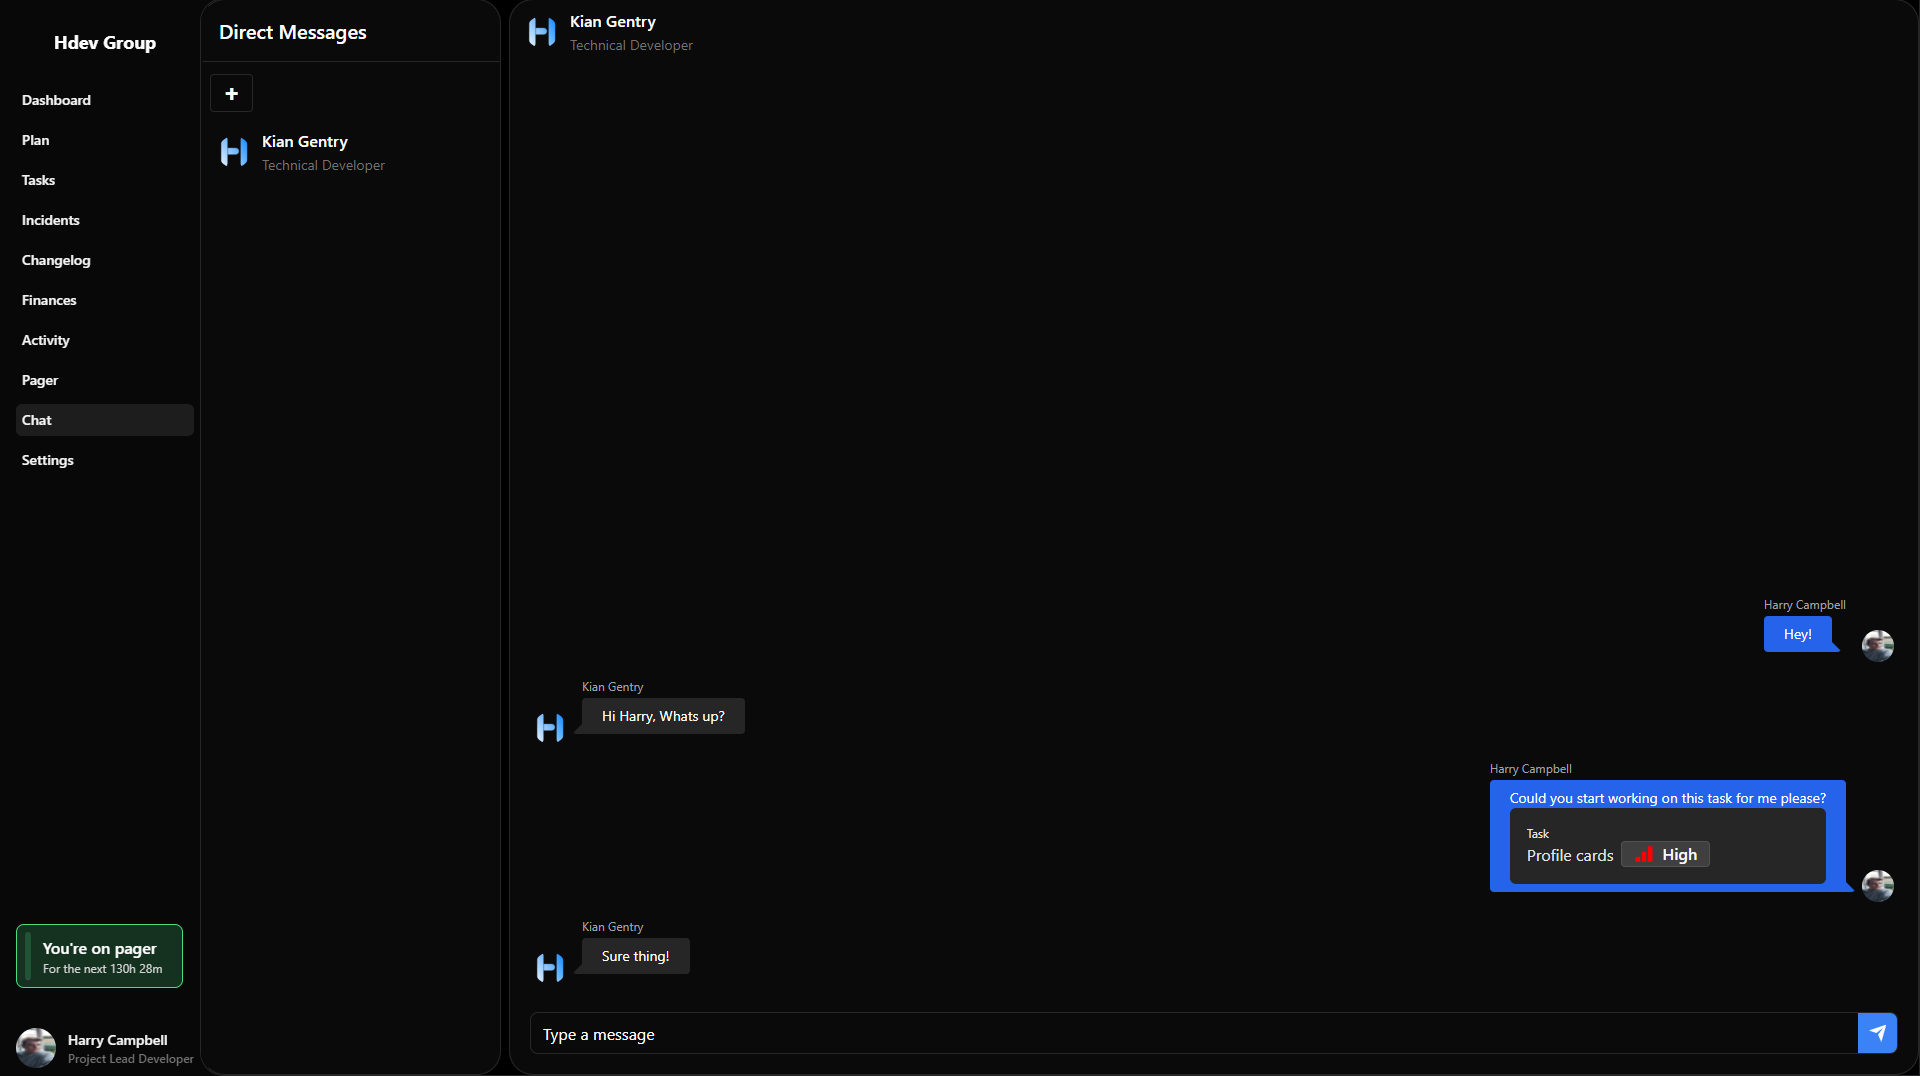 Hdev Group
Dashboard
Plan
Tasks
Incidents
Changelog
Finances
Activity
Pager
Chat
Settings
You're on pager
For the next 130h 28m
Harry Campbell
Project Lead Developer
Direct Messages
+
Kian Gentry
Technical Developer
Kian Gentry
Technical Developer
Harry Campbell
Hey!
Kian Gentry
Hi Harry, Whats up?
Harry Campbell
Could you start working on this task for me please?
Task
Profile cards High
Kian Gentry
Sure thing!
Type a message